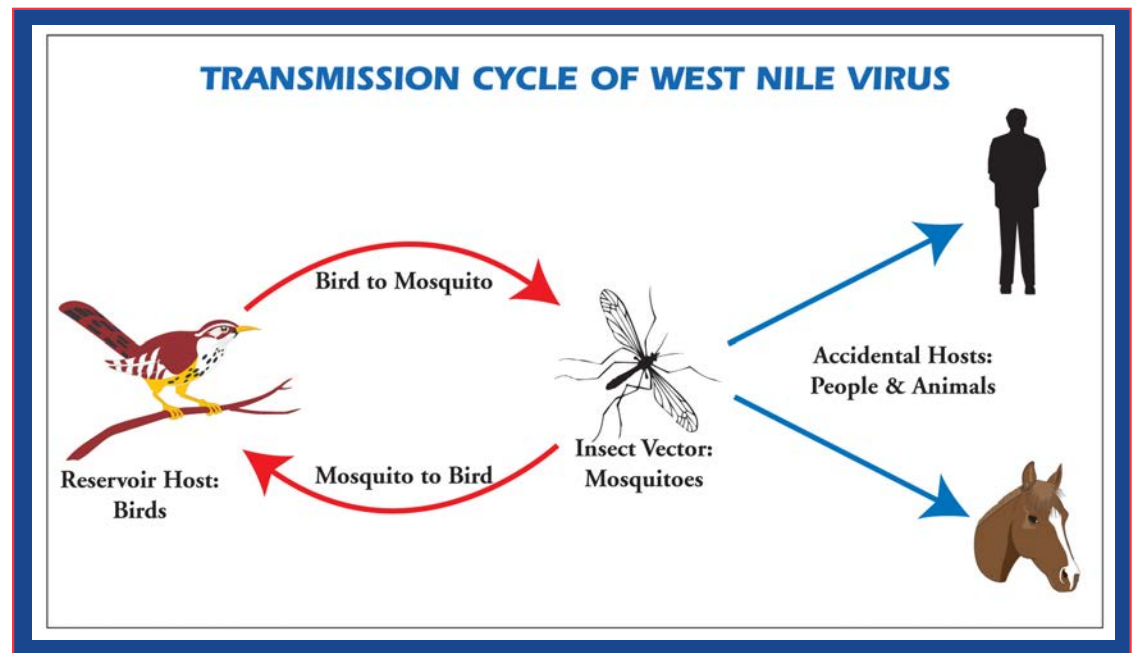 TRANSMISSION CYCLE OF WEST NILE VIRUS
Bird to Mosquito
Accidental Hosts:
People & Animals
Reservoir Host:
Birds
Mosquito to Bird
Insect Vector:
Mosquitoes